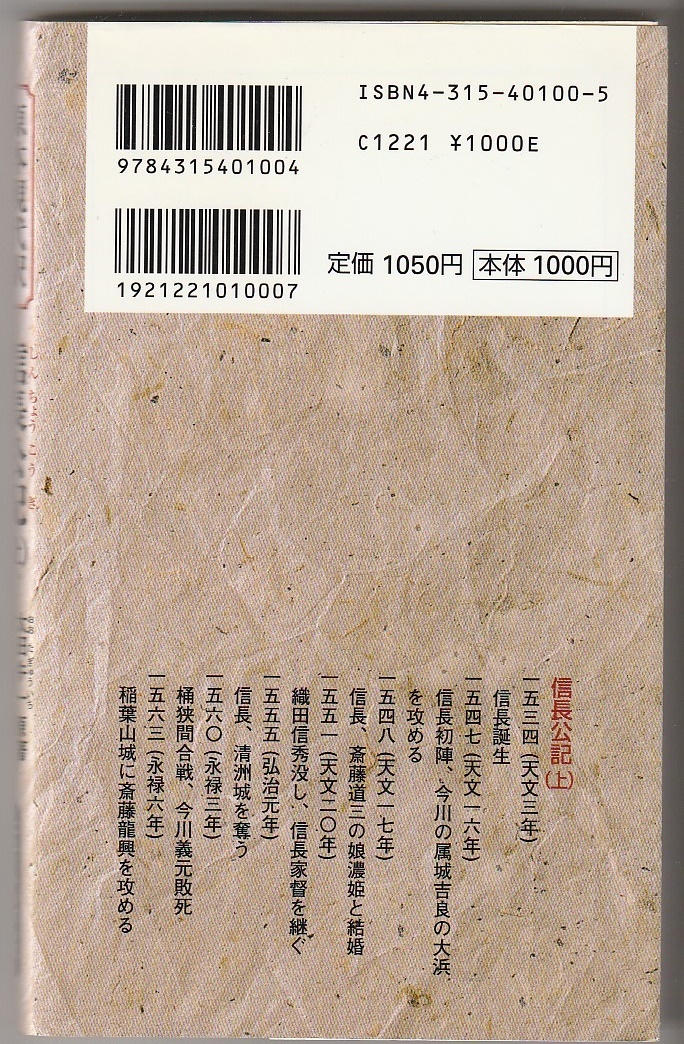 ISBN4-315-40100-5
C1221 ¥1000E
9784315401004
1921221010007
定価 1050円 本体 1000円
信長公記(上)
一五三四(天文三年)
信長誕生
一五四七(天文一六年)
信長初陣、今川の属城吉良の大浜
を攻める
一五四八(天文一七年)
信長、斎藤道三の娘濃姫と結婚
一五五一(天文二〇年)
織田信秀没し、信長家督を継ぐ
一五五五(弘治元年)
信長、清洲城を奪う
一五六〇(永禄三年)
桶狭間合戦、今川義元敗死
一五六三(永禄六年)
稲葉山城に斎藤龍興を攻める
しんちょうこうき